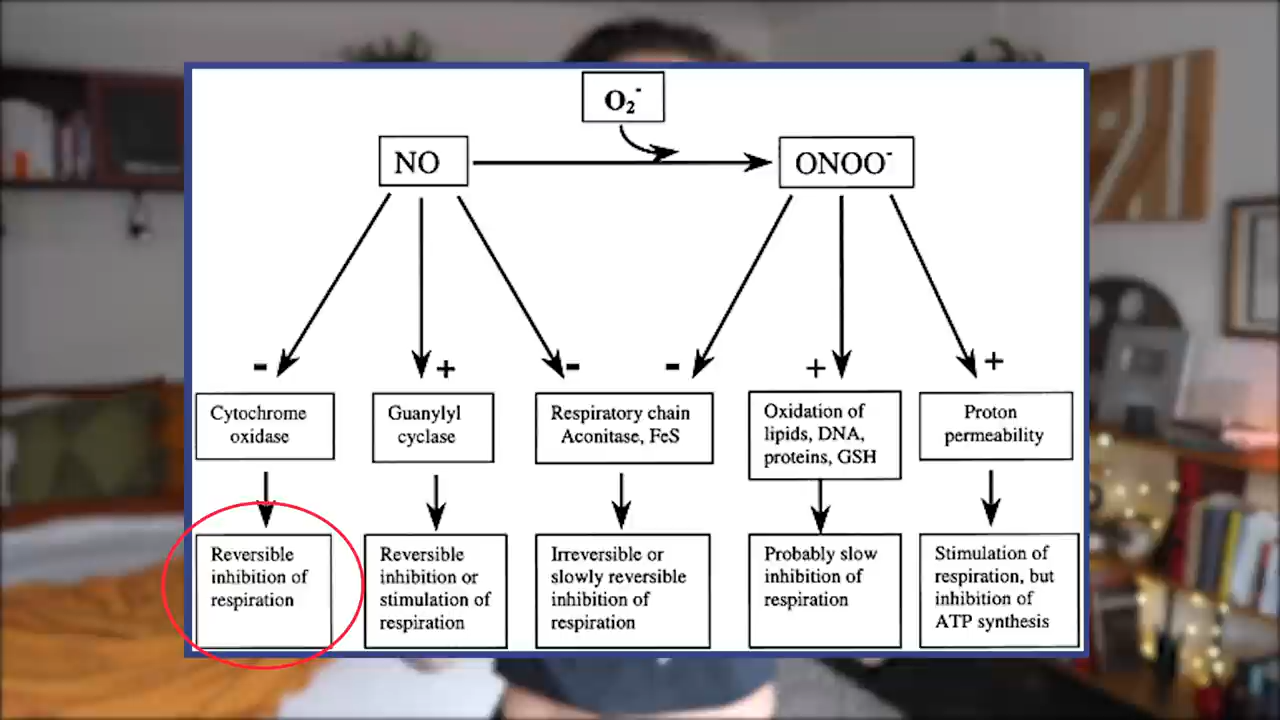 O₂⁻
NO
ONOO⁻
-
+
-
-
+
+
Cytochrome
oxidase
Guanylyl
cyclase
Respiratory chain
Aconitase, FeS
Oxidation of
lipids, DNA,
proteins, GSH
Proton
permeability
Reversible
inhibition of
respiration
Reversible
inhibition or
stimulation of
respiration
Irreversible or
slowly reversible
inhibition of
respiration
Probably slow
inhibition of
respiration
Stimulation of
respiration, but
inhibition of
ATP synthesis